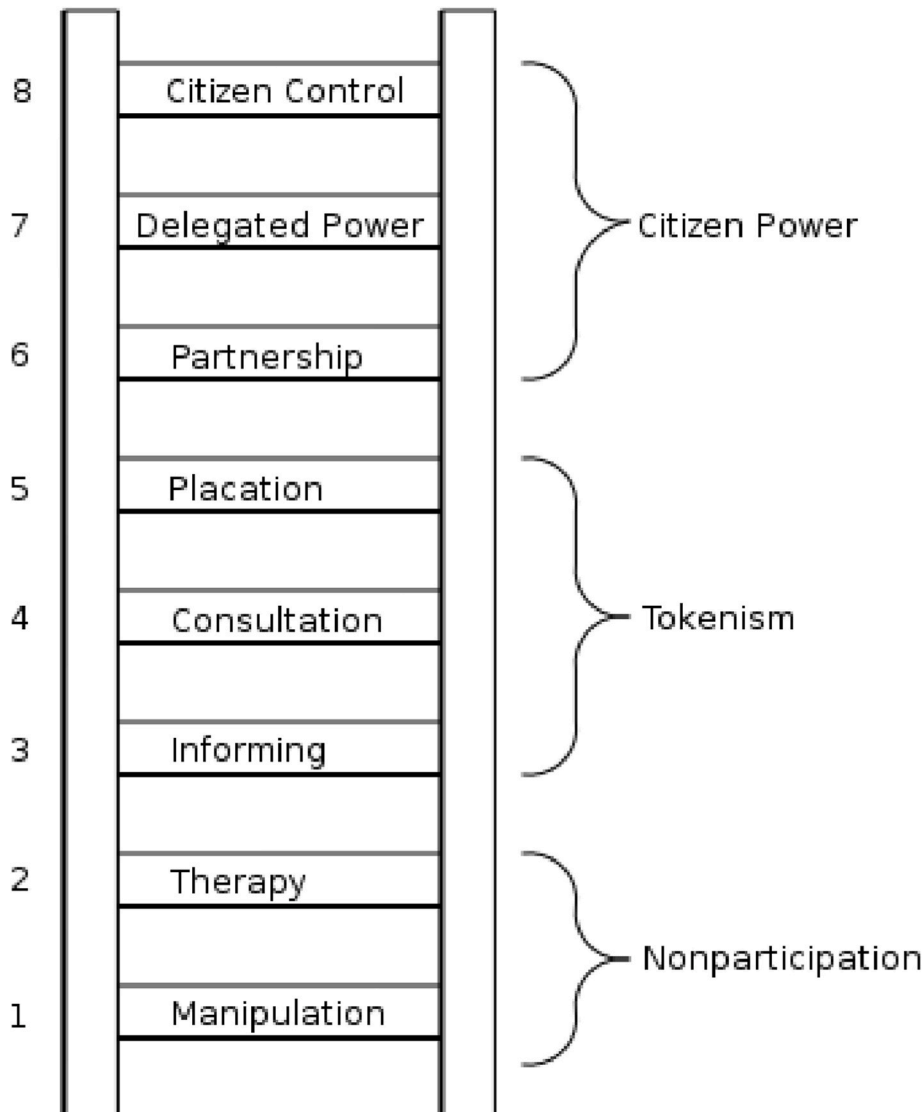 8 Citizen Control
7 Delegated Power
Citizen Power
6 Partnership
5 Placation
4 Consultation
Tokenism
3 Informing
2 Therapy
Nonparticipation
1 Manipulation